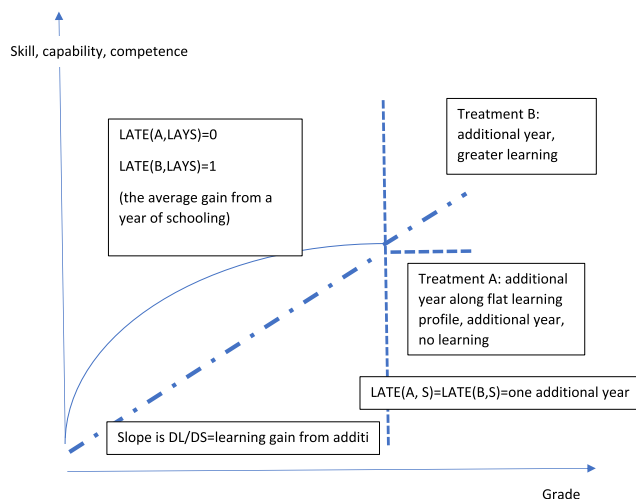 Skill, capability, competence
LATE(A,LAYS)=0
LATE(B,LAYS)=1
(the average gain from a
year of schooling)
Treatment B:
additional year,
greater learning
Treatment A: additional
year along flat learning
profile, additional year,
no learning
LATE(A, S)=LATE(B,S)=one additional year
Slope is DL/DS=learning gain from additi
Grade